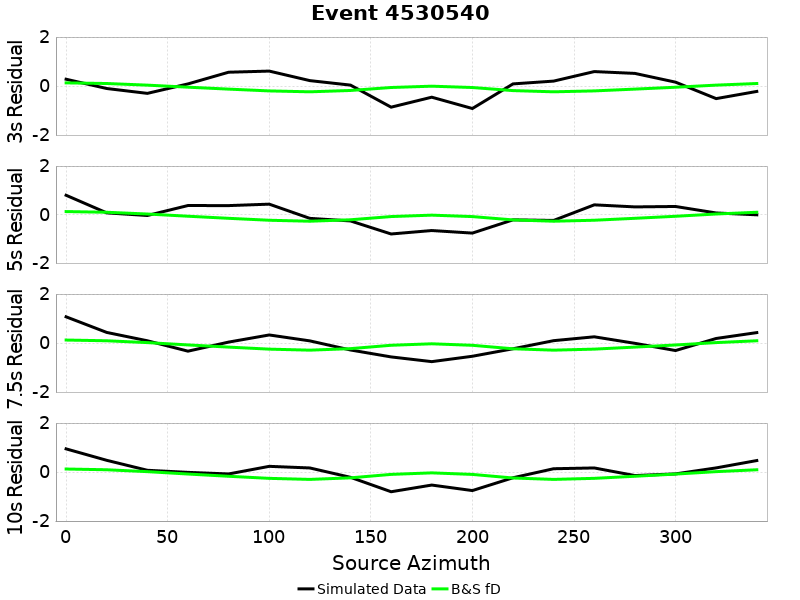 Event 4530540
3s Residual
2
0
-2
5s Residual
2
0
-2
7.5s Residual
2
0
-2
10s Residual
2
0
-2
0 50 100 150 200 250 300
Source Azimuth
Simulated Data B&S fD